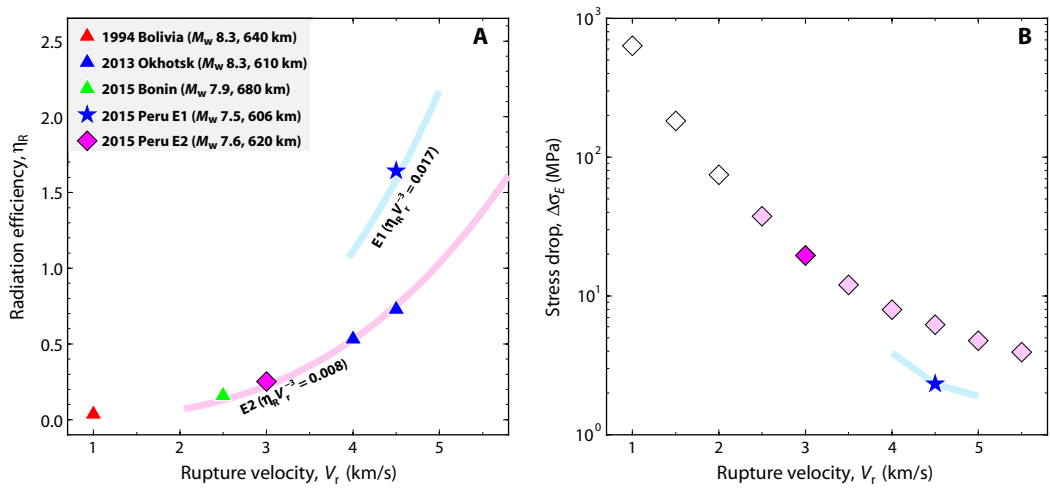 A
2.5
2.0
1.5
1.0
0.5
0.0
Radiation efficiency, ηR
1994 Bolivia (Mw 8.3, 640 km)
2013 Okhotsk (Mw 8.3, 610 km)
2015 Bonin (Mw 7.9, 680 km)
2015 Peru E1 (Mw 7.5, 606 km)
2015 Peru E2 (Mw 7.6, 620 km)
E1 (ηR Vr⁻³ = 0.017)
E2 (ηR Vr⁻³ = 0.008)
1 2 3 4 5
Rupture velocity, Vr (km/s)
B
10³
10²
10¹
10⁰
Stress drop, ΔσE (MPa)
1 2 3 4 5
Rupture velocity, Vr (km/s)